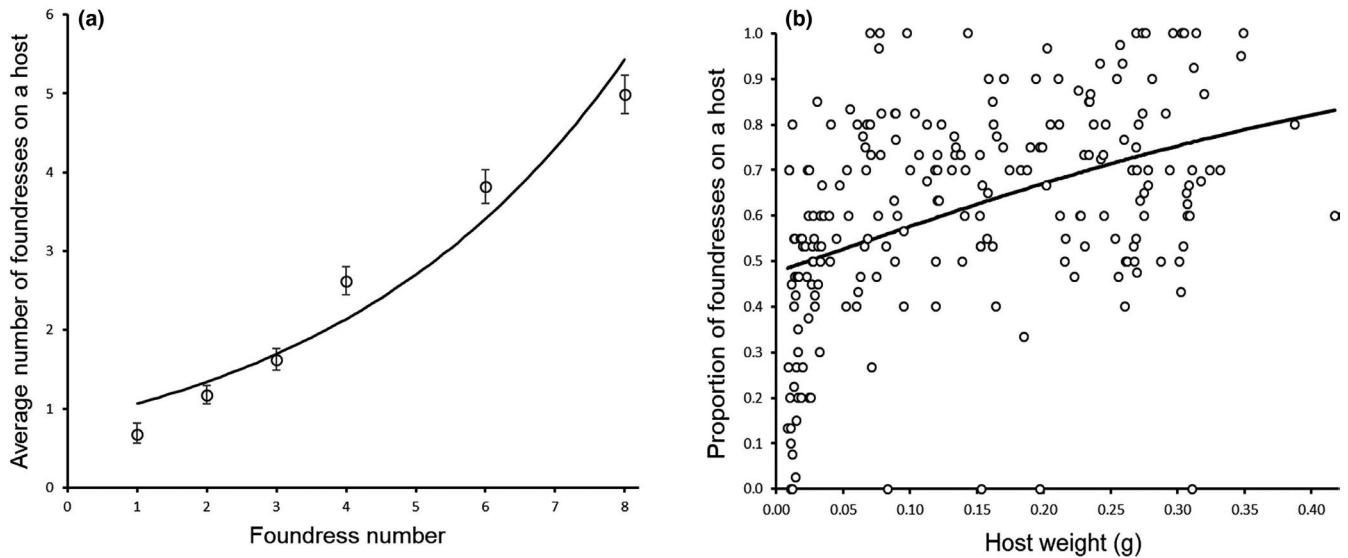 (a)
Average number of foundresses on a host
6
5
4
3
2
1
0
0 1 2 3 4 5 6 7 8
Foundress number
(b)
Proportion of foundresses on a host
1.0
0.9
0.8
0.7
0.6
0.5
0.4
0.3
0.2
0.1
0.0
0.00 0.05 0.10 0.15 0.20 0.25 0.30 0.35 0.40
Host weight (g)